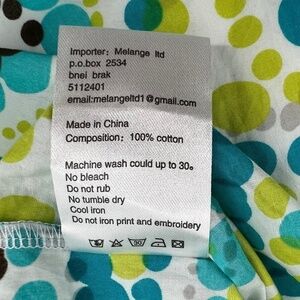 Importer: Melange ltd
p.o.box 2534
bnei brak
5112401
email:melangeltd1@gmail.com
Made in China
Composition: 100% cotton
Machine wash could up to 30°
No bleach
Do not rub
No tumble dry
Cool iron
Do not iron print and embroidery